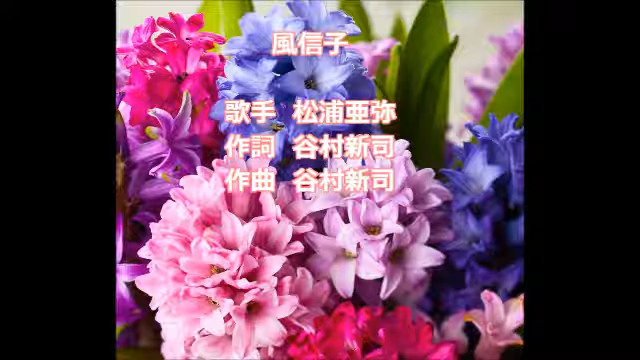 風信子
歌手 松浦亜弥
作詞 谷村新司
作曲 谷村新司